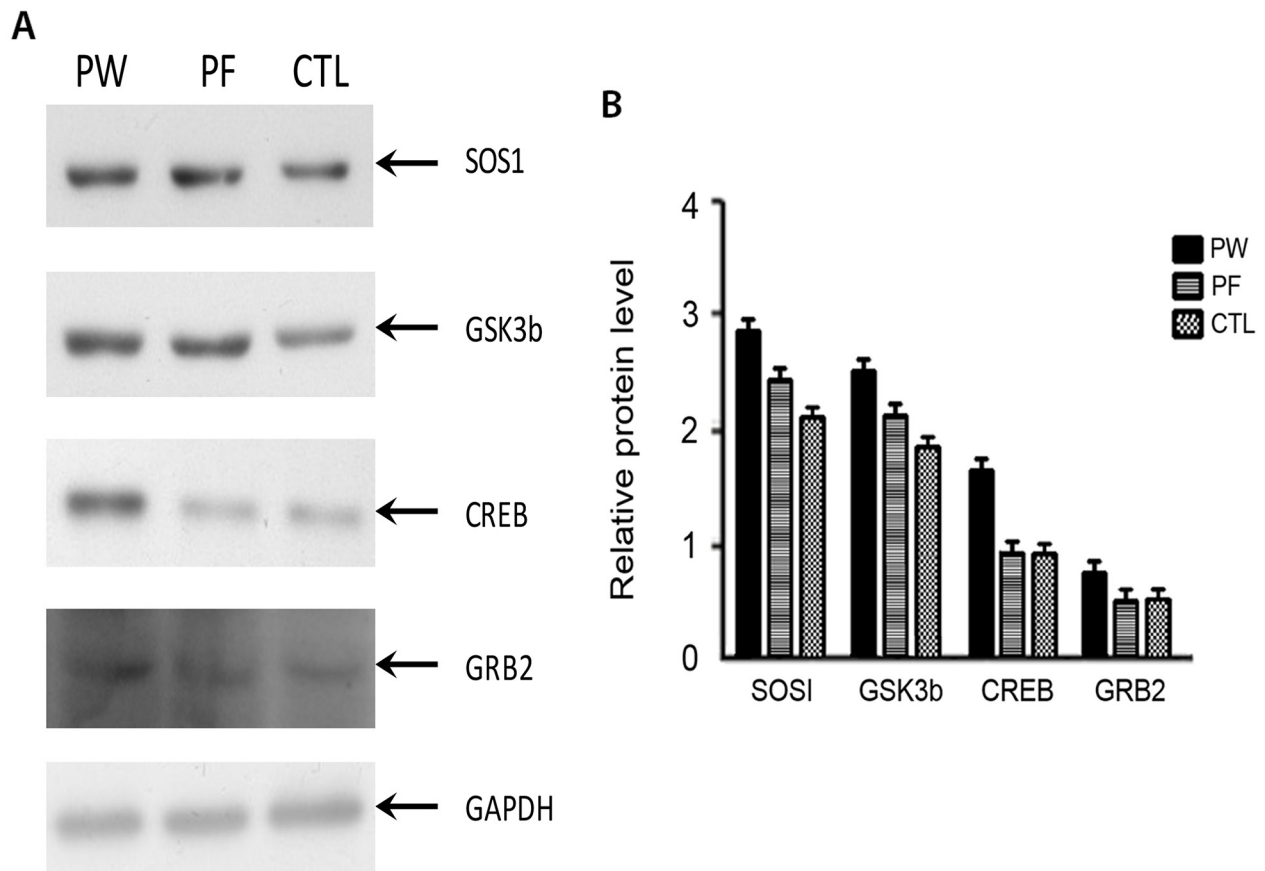 A
PW PF CTL
SOS1
GSK3b
CREB
GRB2
GAPDH
B
Relative protein level
4
3
2
1
0
PW
PF
CTL
SOSI GSK3b CREB GRB2